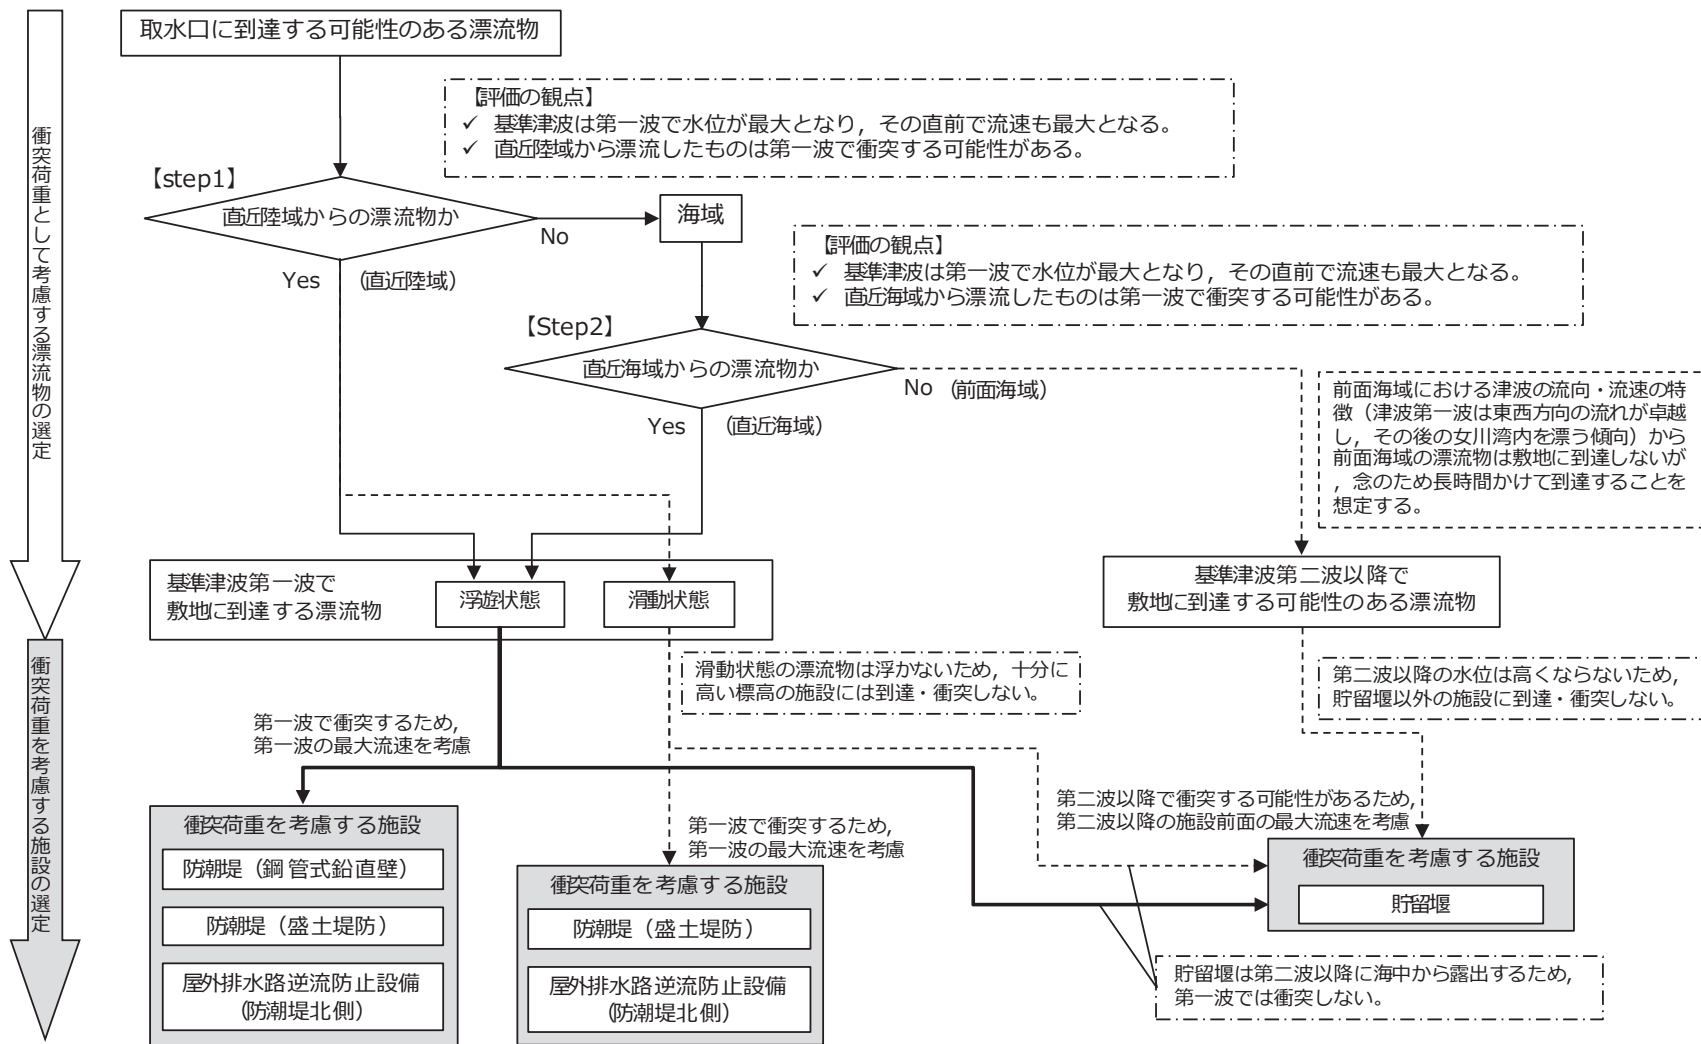 取水口に到達する可能性のある漂流物
【評価の観点】
✓ 基準津波は第一波で水位が最大となり，その直前で流速も最大となる。
✓ 直近陸域から漂流したものは第一波で衝突する可能性がある。
衝突荷重として考慮する漂流物の選定
【step1】
直近陸域からの漂流物か
No
海域
Yes （直近陸域）
【評価の観点】
✓ 基準津波は第一波で水位が最大となり，その直前で流速も最大となる。
✓ 直近海域から漂流したものは第一波で衝突する可能性がある。
【Step2】
直近海域からの漂流物か
No （前面海域）
Yes （直近海域）
前面海域における津波の流向・流速の特
徴（津波第一波は東西方向の流れが卓越
し，その後の女川湾内を漂う傾向）から
前面海域の漂流物は敷地に到達しないが
，念のため長時間かけて到達することを
想定する。
基準津波第一波で
敷地に到達する漂流物
浮遊状態
滑動状態
基準津波第二波以降で
敷地に到達する可能性のある漂流物
衝突荷重を考慮する施設の選定
滑動状態の漂流物は浮かないため，十分に
高い標高の施設には到達・衝突しない。
第二波以降の水位は高くならないため，
貯留堰以外の施設に到達・衝突しない。
第一波で衝突するため，
第一波の最大流速を考慮
第二波以降で衝突する可能性があるため，
第二波以降の施設前面の最大流速を考慮
第一波で衝突するため，
第一波の最大流速を考慮
衝突荷重を考慮する施設
防潮堤（鋼管式鉛直壁）
防潮堤（盛土堤防）
屋外排水路逆流防止設備
（防潮堤北側）
衝突荷重を考慮する施設
防潮堤（盛土堤防）
屋外排水路逆流防止設備
（防潮堤北側）
衝突荷重を考慮する施設
貯留堰
貯留堰は第二波以降に海中から露出するため，
第一波では衝突しない。